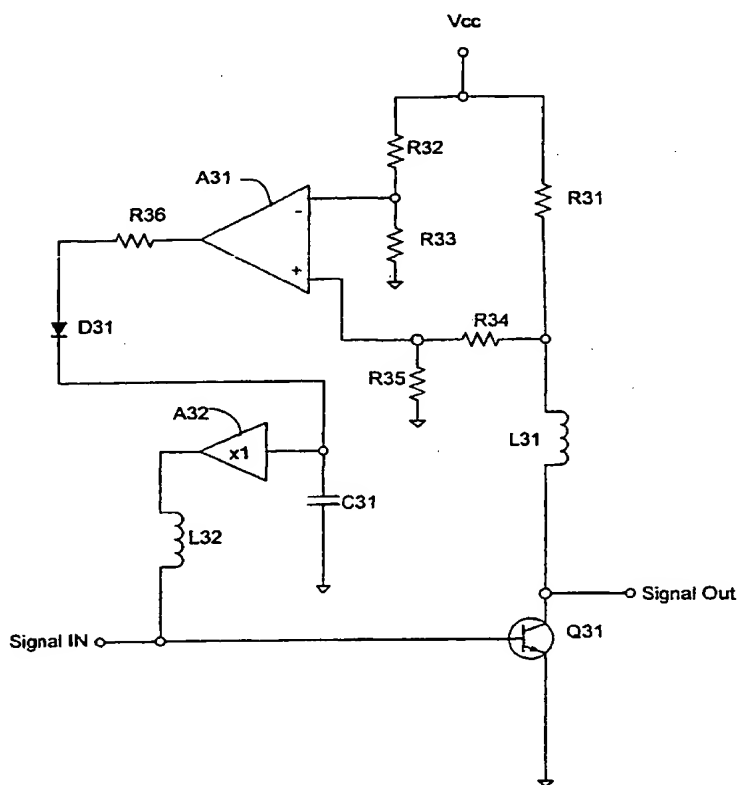 Vcc
R32
A31
R31
R36
-
R33
+
R34
D31
R35
A32
L31
x1
C31
L32
Signal Out
Signal IN
Q31